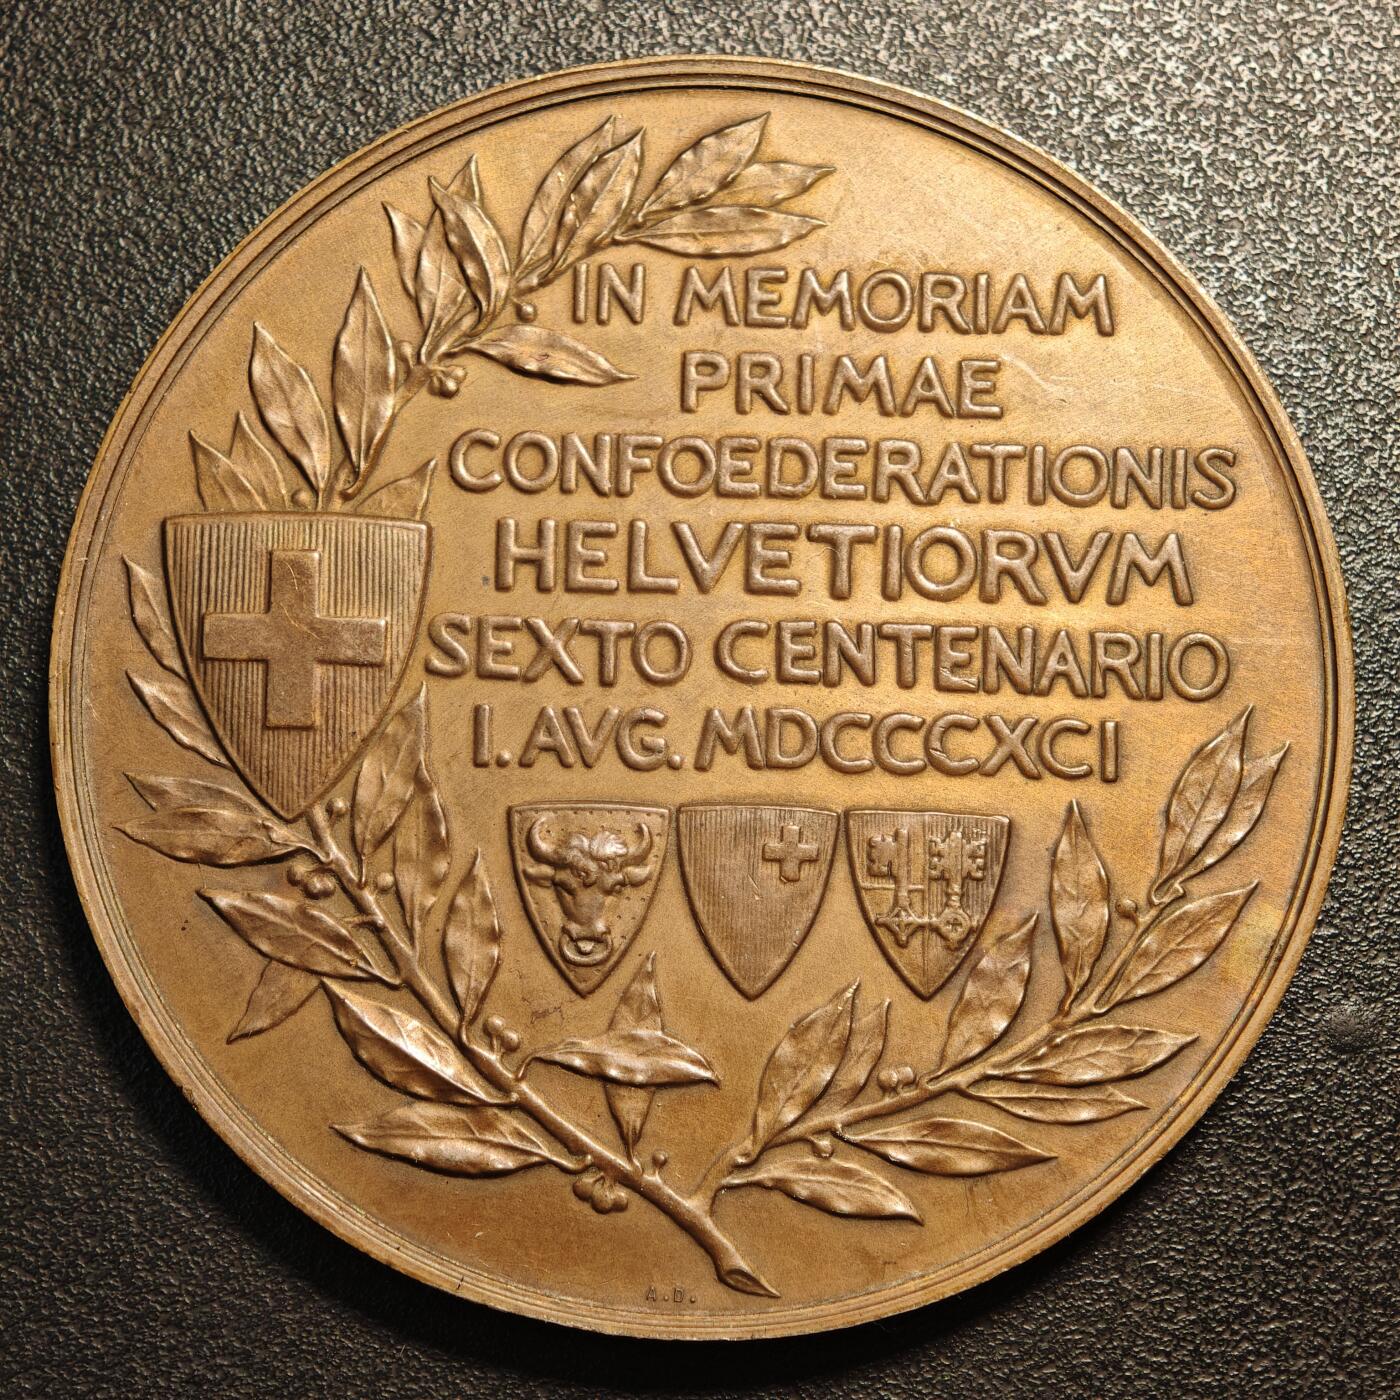 IN MEMORIAM
PRIMAE
CONFOEDERATIONIS
HELVETIORVM
SEXTO CENTENARIO
I. AVG. MDCCCXCI
A.D.